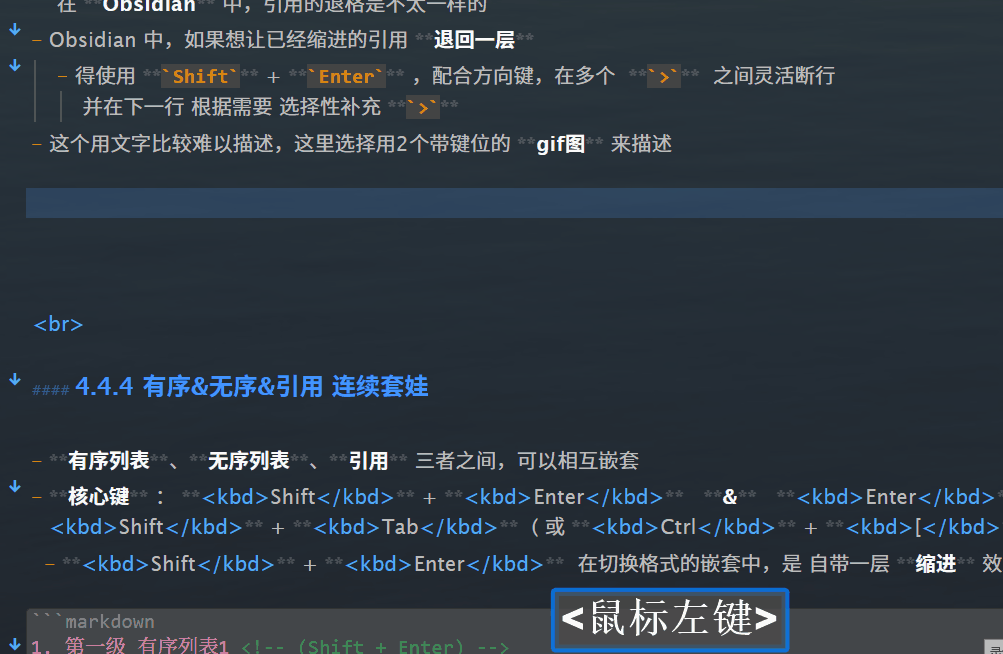 在 **Obsidian** 中，引用的退格是不太一样的
– Obsidian 中，如果想让已经缩进的引用 **退回一层**
– 得使用 **`Shift`** + **`Enter`** ，配合方向键，在多个 **`>`** 之间灵活断行
并在下一行 根据需要 选择性补充 **`>`**
– 这个用文字比较难以描述，这里选择用2个带键位的 **gif图** 来描述
<br>
#### 4.4.4 有序&无序&引用 连续套娃
– **有序列表**、**无序列表**、**引用** 三者之间，可以相互嵌套
– **核心键** ： **<kbd>Shift</kbd>** + **<kbd>Enter</kbd>** **&** **<kbd>Enter</kbd>*
<kbd>Shift</kbd>** + **<kbd>Tab</kbd>** ( 或 **<kbd>Ctrl</kbd>** + **<kbd>[</kbd>
– **<kbd>Shift</kbd>** + **<kbd>Enter</kbd>** 在切换格式的嵌套中，是 自带一层 **缩进** 效
```markdown
<鼠标左键>
1. 第一级 有序列表1 <!-- (Shift + Enter) -->